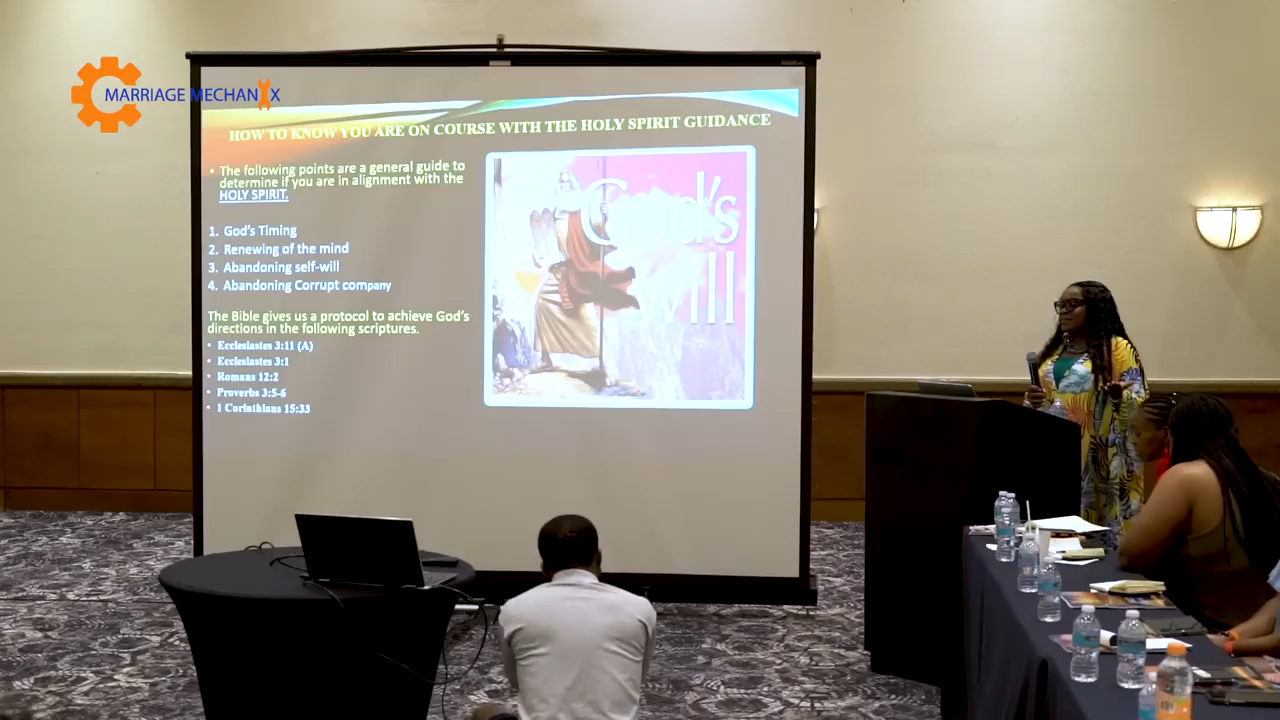 MARRIAGE MECHANIX
HOW TO KNOW YOU ARE ON COURSE WITH THE HOLY SPIRIT GUIDANCE
• The following points are a general guide to
determine if you are in alignment with the
HOLY SPIRIT.
1. God's Timing
2. Renewing of the mind
3. Abandoning self-will
4. Abandoning Corrupt company
The Bible gives us a protocol to achieve God's
directions in the following scriptures.
• Ecclesiastes 3:11 (A)
• Ecclesiastes 3:1
• Romans 12:2
• Proverbs 3:5-6
• 1 Corinthians 15:33
God's
will